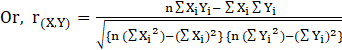 Or, r₍X,Y₎ = n ∑ XᵢYᵢ − ∑ Xᵢ ∑ Yᵢ / √{n (∑ Xᵢ²)−(∑ Xᵢ)²} {n (∑ Yᵢ²)−(∑ Yᵢ)²}